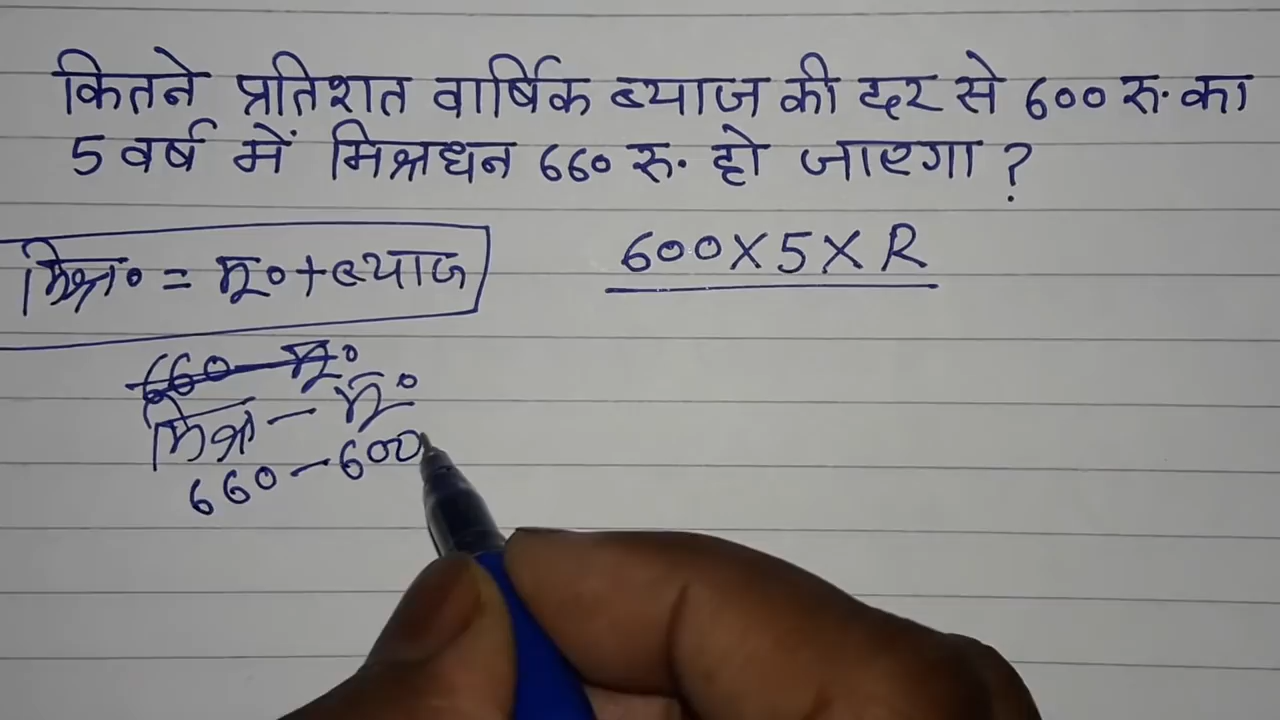 कितने प्रतिशत वार्षिक ब्याज की दर से 600 रु. का
5 वर्ष में मिश्रधन 660 रु. हो जाएगा ?
मिश्र० = मू० + ब्याज
600 X 5 X R
660 - मू०
मिश्र - मू०
660 - 600